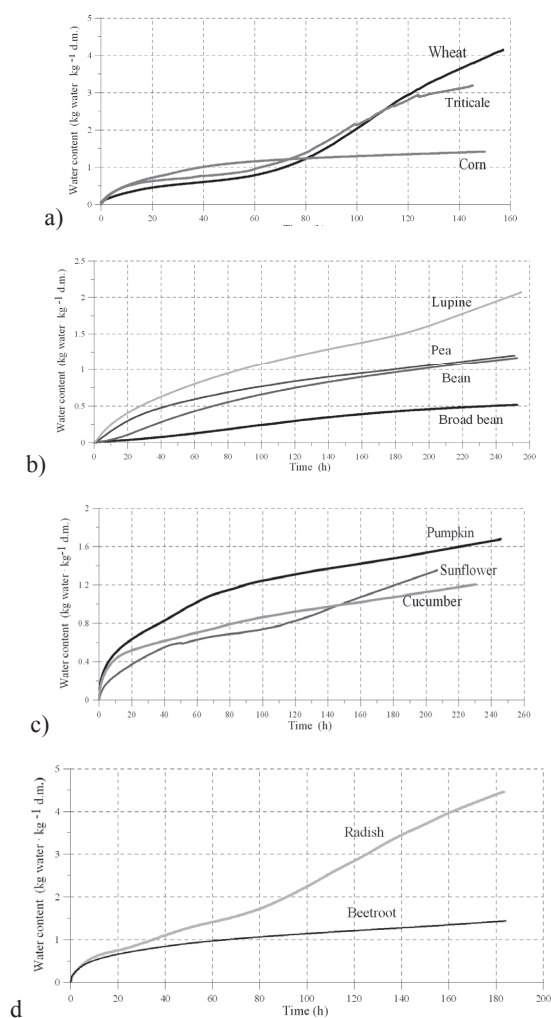 5
4
3
2
1
0
Water content (kg water kg⁻¹ d.m.)
Wheat
Triticale
Corn
0 20 40 60 80 100 120 140 160
a)
2.5
2
1.5
1
0.5
0
Water content (kg water kg⁻¹ d.m.)
Lupine
Pea
Bean
Broad bean
0 20 40 60 80 100 120 140 160 180 200 220 240 260
Time (h)
b)
2
1.6
1.2
0.8
0.4
0
Water content (kg water kg⁻¹ d.m.)
Pumpkin
Sunflower
Cucumber
0 20 40 60 80 100 120 140 160 180 200 220 240 260
Time (h)
c)
5
4
3
2
1
0
Water content (kg water · kg⁻¹ d.m.)
Radish
Beetroot
0 20 40 60 80 100 120 140 160 180 200
Time (h)
d